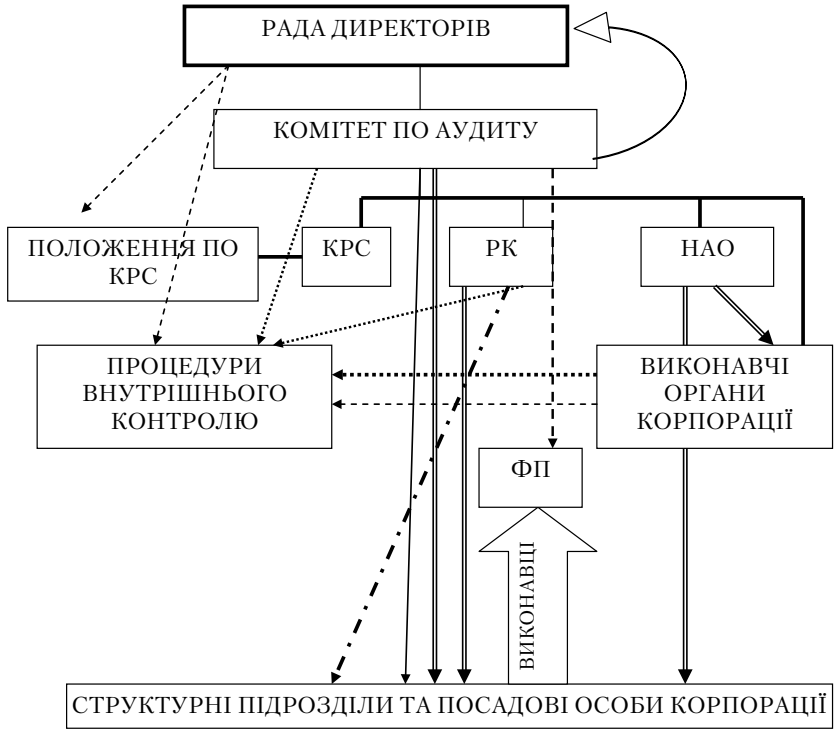 РАДА ДИРЕКТОРІВ
КОМІТЕТ ПО АУДИТУ
ПОЛОЖЕННЯ ПО
КРС
КРС
РК
НАО
ПРОЦЕДУРИ
ВНУТРІШНЬОГО
КОНТРОЛЮ
ВИКОНАВЧІ
ОРГАНИ
КОРПОРАЦІЇ
ФП
ВИКОНАВЦІ
СТРУКТУРНІ ПІДРОЗДІЛИ ТА ПОСАДОВІ ОСОБИ КОРПОРАЦІЇ